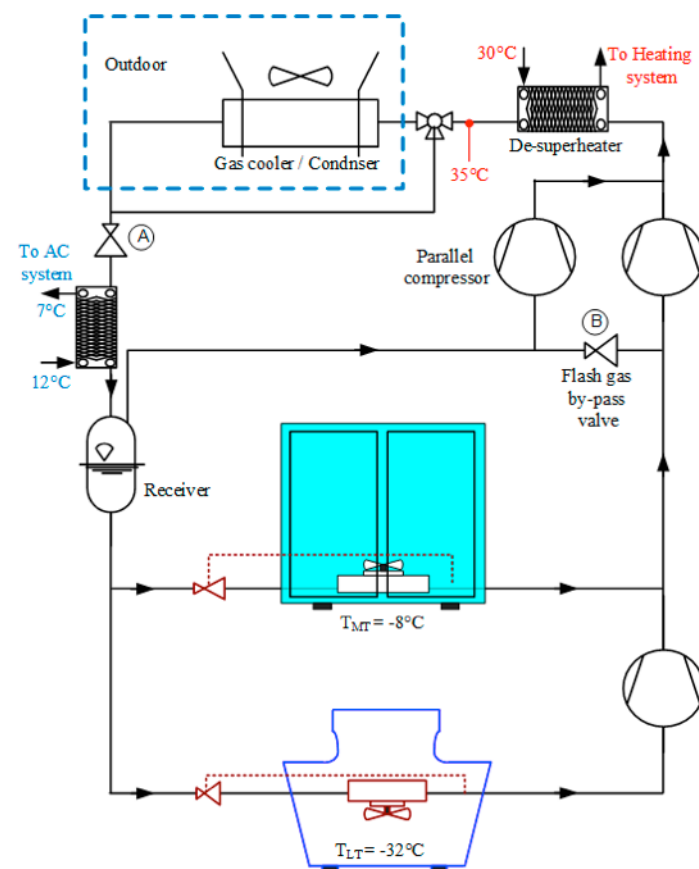 Outdoor
Gas cooler / Condnser
30°C
To Heating
system
De-superheater
35°C
A
To AC
system
7°C
12°C
Parallel
compressor
B
Flash gas
by-pass
valve
Receiver
TMT= -8°C
TLT= -32°C